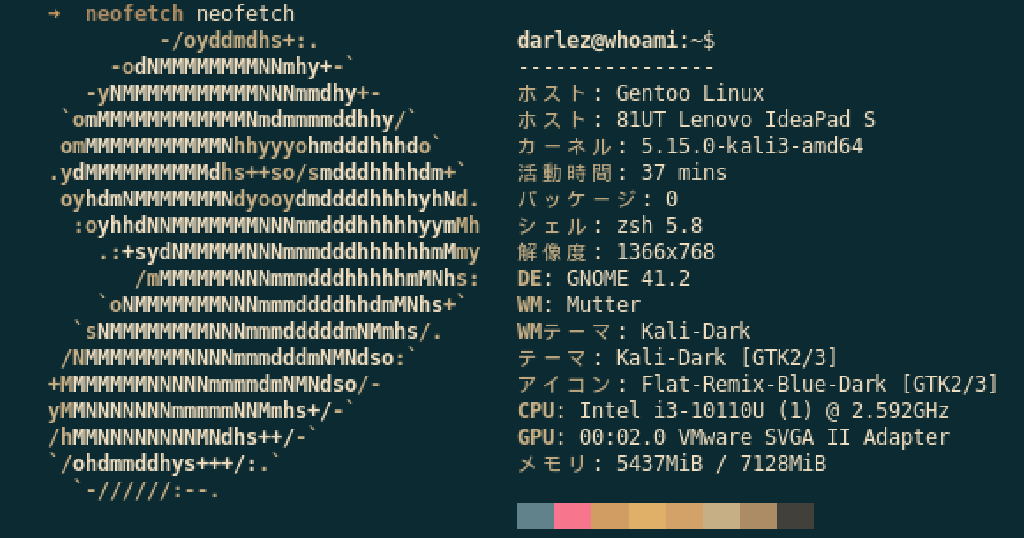 → neofetch neofetch
-/oyddmdhs+:.
-odNMMMMMMMMNNmhy+-`
-yNMMMMMMMMMMMNNNmmdhy+-
`omMMMMMMMMMMMMNmdmmmmddhhy/`
omMMMMMMMMMMMNhhyyyohmdddhhhdo`
.ydMMMMMMMMMMdhs++so/smdddhhhhdm+`
oyhdmNMMMMMMMNdyooydmddddhhhhyhNd.
:oyhhdNNMMMMMMMNNNmmdddhhhhhyymMh
.:+sydNMMMMMNNNmmmdddhhhhhhmMmy
/mMMMMMMNNNmmmdddhhhhhmMNhs:
`oNMMMMMMMNNNmmmddddhhdmMNhs+`
`sNMMMMMMMMNNNmmmdddddmNMmhs/.
/NMMMMMMMMNNNNmmmdddmNMNdso:`
+MMMMMMMNNNNNmmmmdmNMNdso/-
yMMNNNNNNNmmmmmNNMmhs+/-`
/hMMNNNNNNNNMNdhs++/-`
`/ohdmmddhys+++/:.`
`-//////:--.
darlez@whoami:~$
----------------
ホスト: Gentoo Linux
ホスト: 81UT Lenovo IdeaPad S
カーネル: 5.15.0-kali3-amd64
活動時間: 37 mins
パッケージ: 0
シェル: zsh 5.8
解像度: 1366x768
DE: GNOME 41.2
WM: Mutter
WMテーマ: Kali-Dark
テーマ: Kali-Dark [GTK2/3]
アイコン: Flat-Remix-Blue-Dark [GTK2/3]
CPU: Intel i3-10110U (1) @ 2.592GHz
GPU: 00:02.0 VMware SVGA II Adapter
メモリ: 5437MiB / 7128MiB